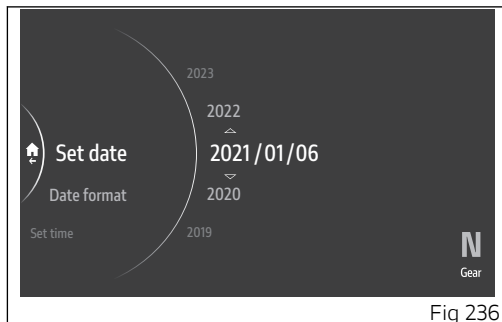 2023
2022
Set date
2021/01/06
Date format
2020
Set time
2019
N
Gear
Fig 236